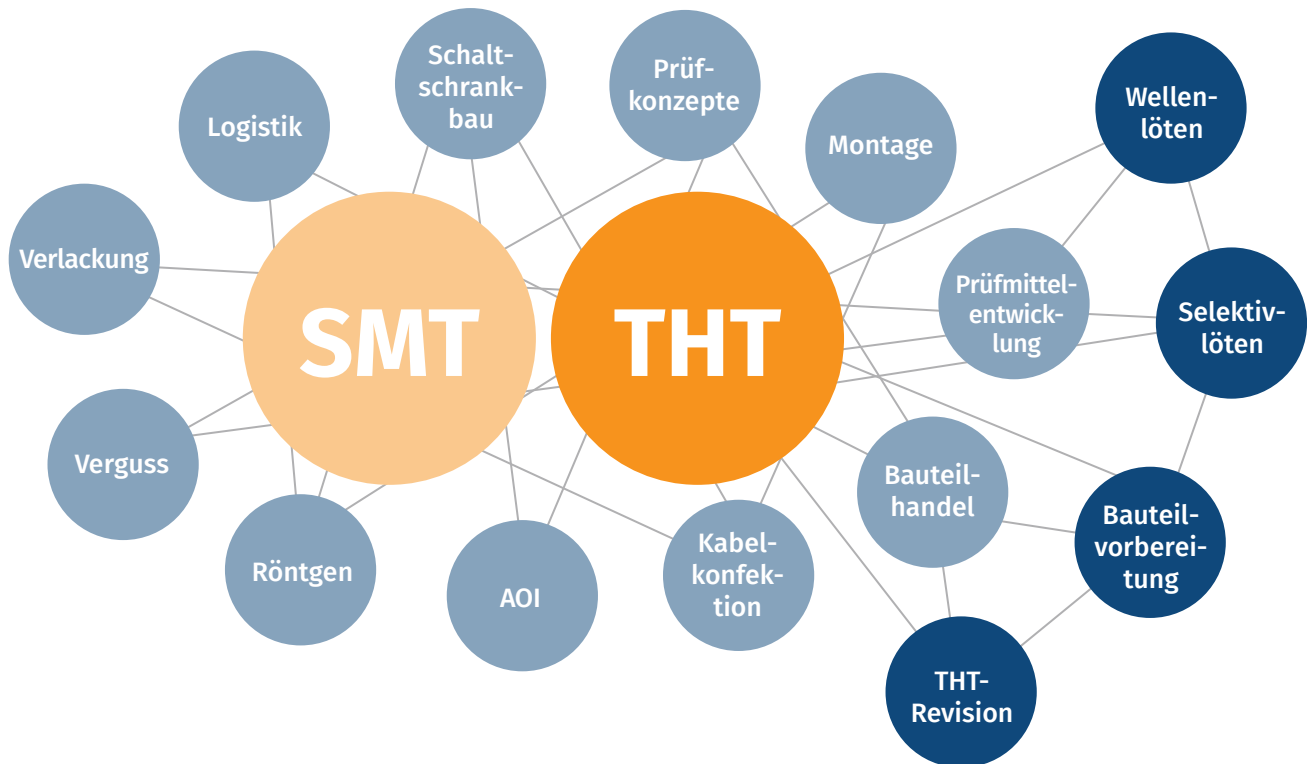 Schalt-
schrank-
bau
Prüf-
konzepte
Wellen-
löten
Logistik
Montage
Verlackung
SMT
THT
Prüfmittel-
entwick-
lung
Selektiv-
löten
Verguss
Bauteil-
handel
Röntgen
AOI
Kabel-
konfek-
tion
Bauteil-
vorberei-
tung
THT-
Revision